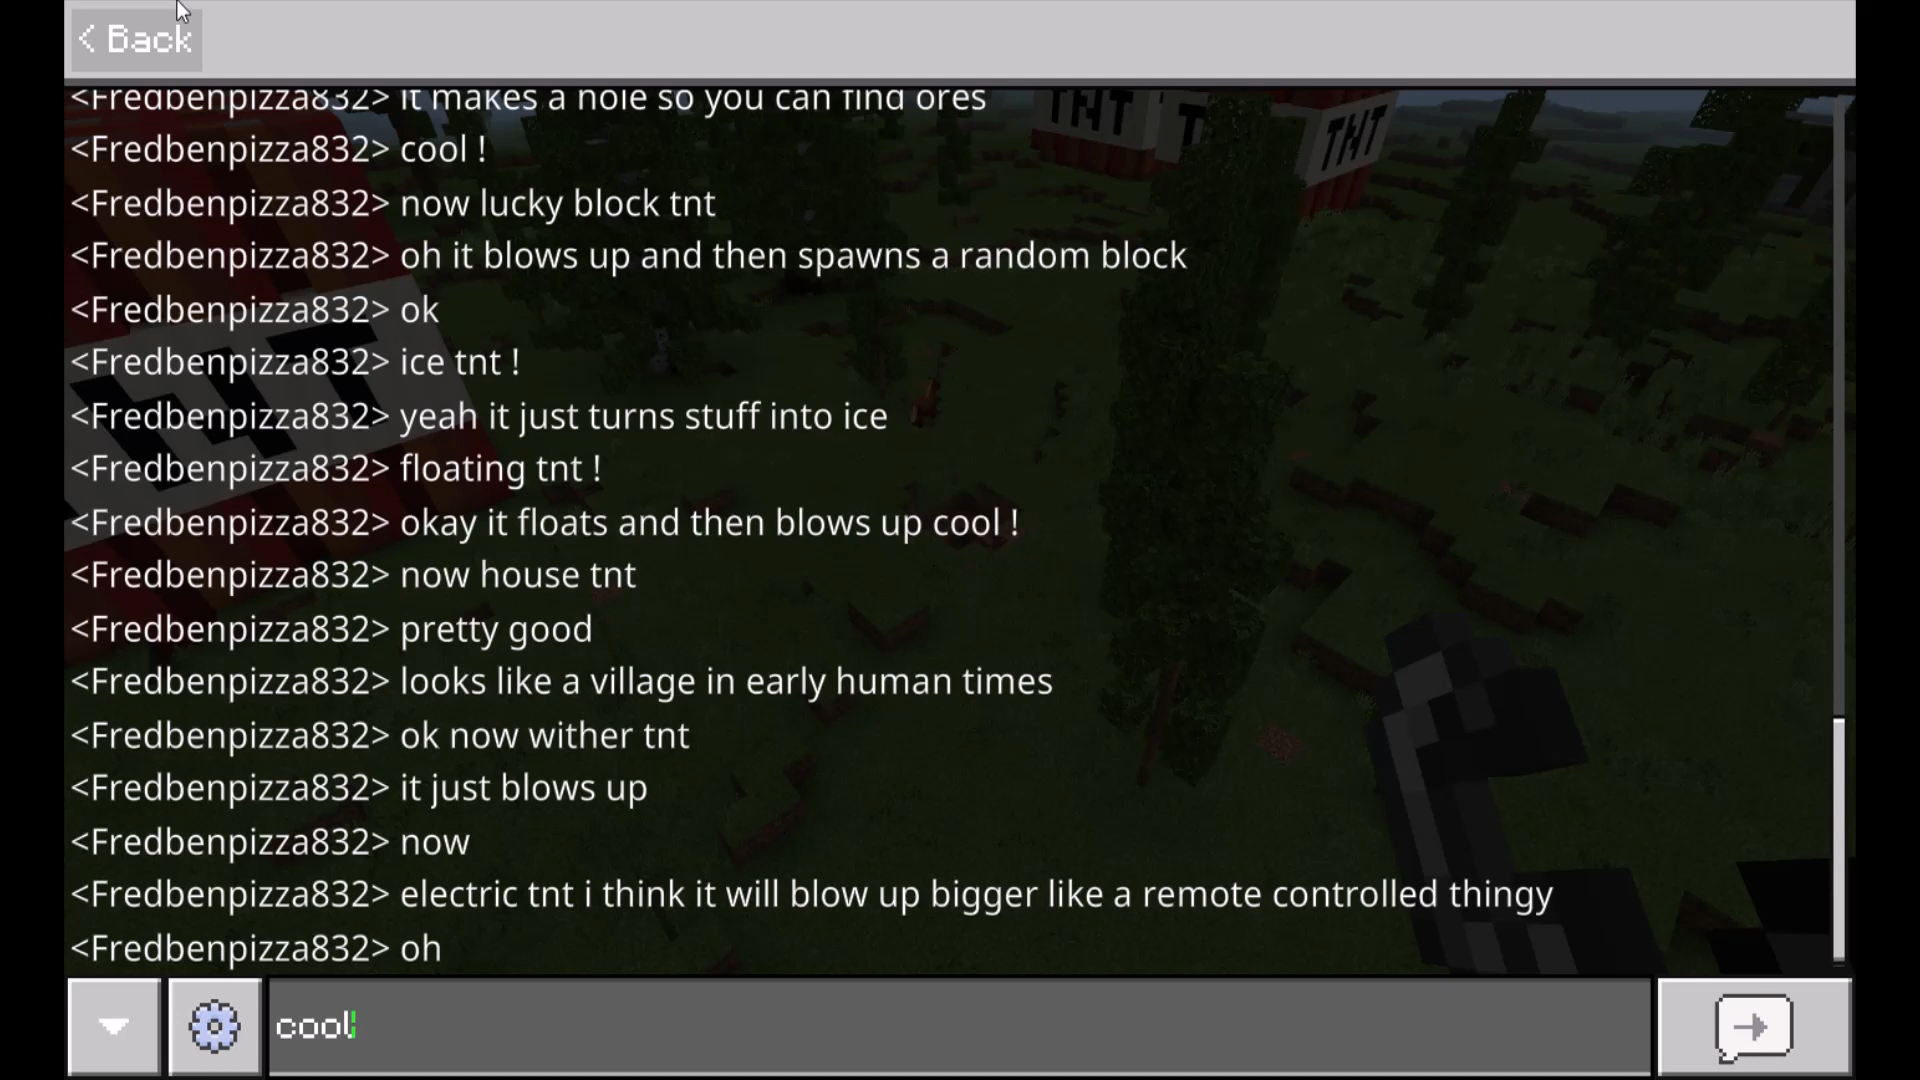 < Back
<Fredbenpizza832> it makes a hole so you can find ores
<Fredbenpizza832> cool !
<Fredbenpizza832> now lucky block tnt
<Fredbenpizza832> oh it blows up and then spawns a random block
<Fredbenpizza832> ok
<Fredbenpizza832> ice tnt !
<Fredbenpizza832> yeah it just turns stuff into ice
<Fredbenpizza832> floating tnt !
<Fredbenpizza832> okay it floats and then blows up cool !
<Fredbenpizza832> now house tnt
<Fredbenpizza832> pretty good
<Fredbenpizza832> looks like a village in early human times
<Fredbenpizza832> ok now wither tnt
<Fredbenpizza832> it just blows up
<Fredbenpizza832> now
<Fredbenpizza832> electric tnt i think it will blow up bigger like a remote controlled thingy
<Fredbenpizza832> oh
cool
TNT
TNT